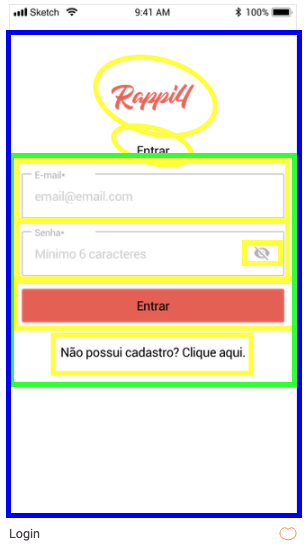 Sketch 9:41 AM 100%
Rappi4
Entrar
E-mail*
email@email.com
Senha*
Mínimo 6 caracteres
Entrar
Não possui cadastro? Clique aqui.
Login